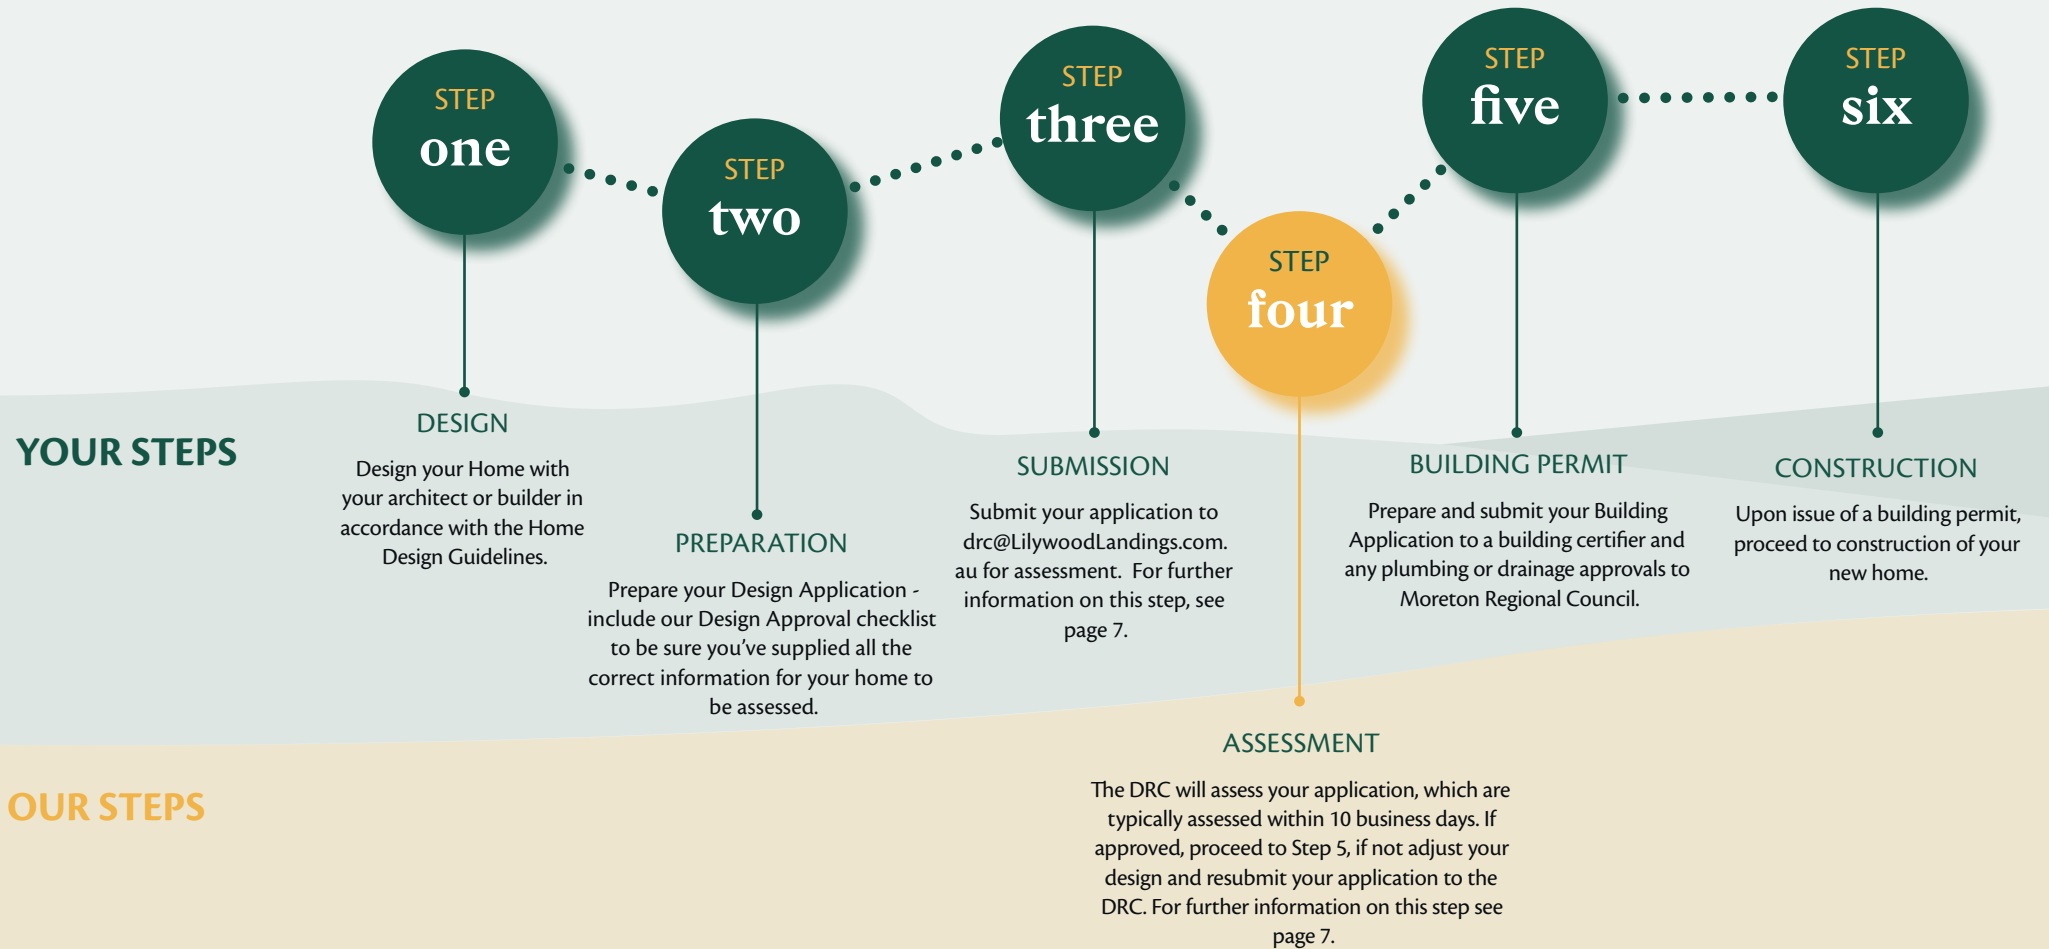 STEP
one
STEP
two
STEP
three
STEP
four
STEP
five
STEP
six
YOUR STEPS
DESIGN
Design your Home with
your architect or builder in
accordance with the Home
Design Guidelines.
PREPARATION
Prepare your Design Application -
include our Design Approval checklist
to be sure you've supplied all the
correct information for your home to
be assessed.
SUBMISSION
Submit your application to
drc@LilywoodLandings.com.
au for assessment.  For further
information on this step, see
page 7.
BUILDING PERMIT
Prepare and submit your Building
Application to a building certifier and
any plumbing or drainage approvals to
Moreton Regional Council.
CONSTRUCTION
Upon issue of a building permit,
proceed to construction of your
new home.
OUR STEPS
ASSESSMENT
The DRC will assess your application, which are
typically assessed within 10 business days. If
approved, proceed to Step 5, if not adjust your
design and resubmit your application to the
DRC. For further information on this step see
page 7.